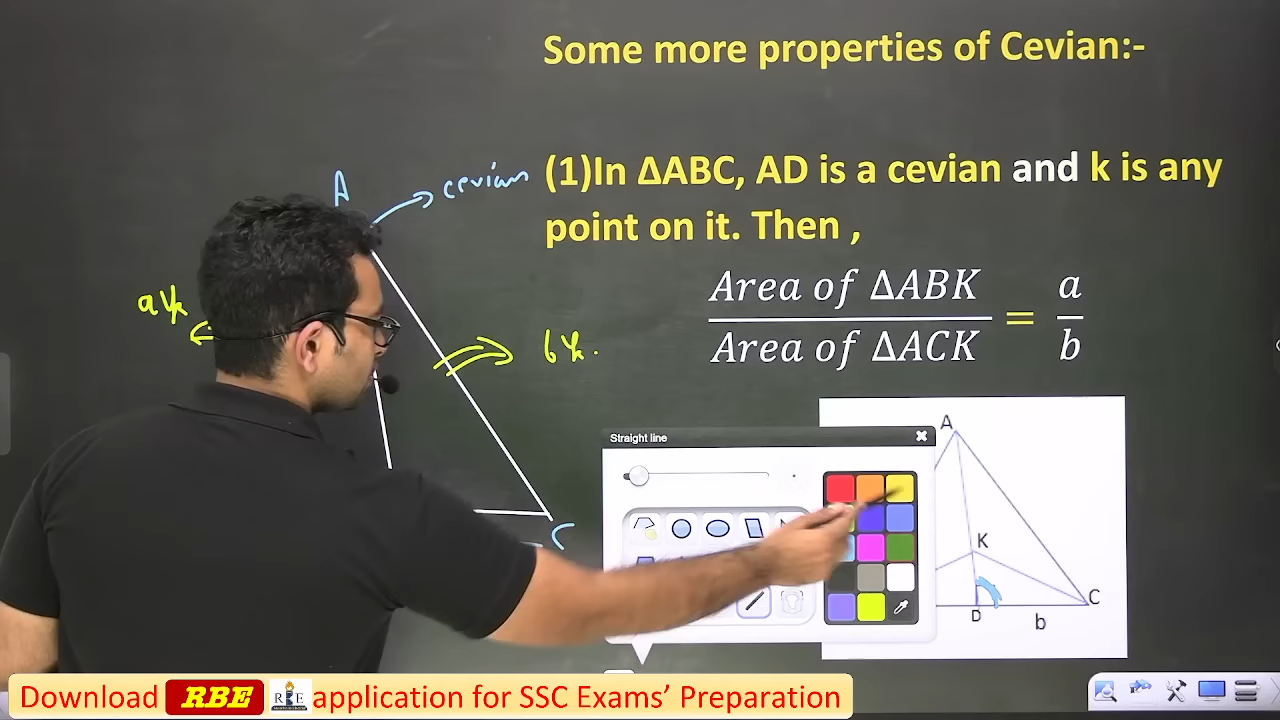 Some more properties of Cevian:-
A
cevian
(1)In ΔABC, AD is a cevian and k is any
point on it. Then ,
Area of ΔABK
Area of ΔACK
=
a
b
ak
bk.
C
Straight line
A
K
C
D
b
Download RBE RBE application for SSC Exams’ Preparation